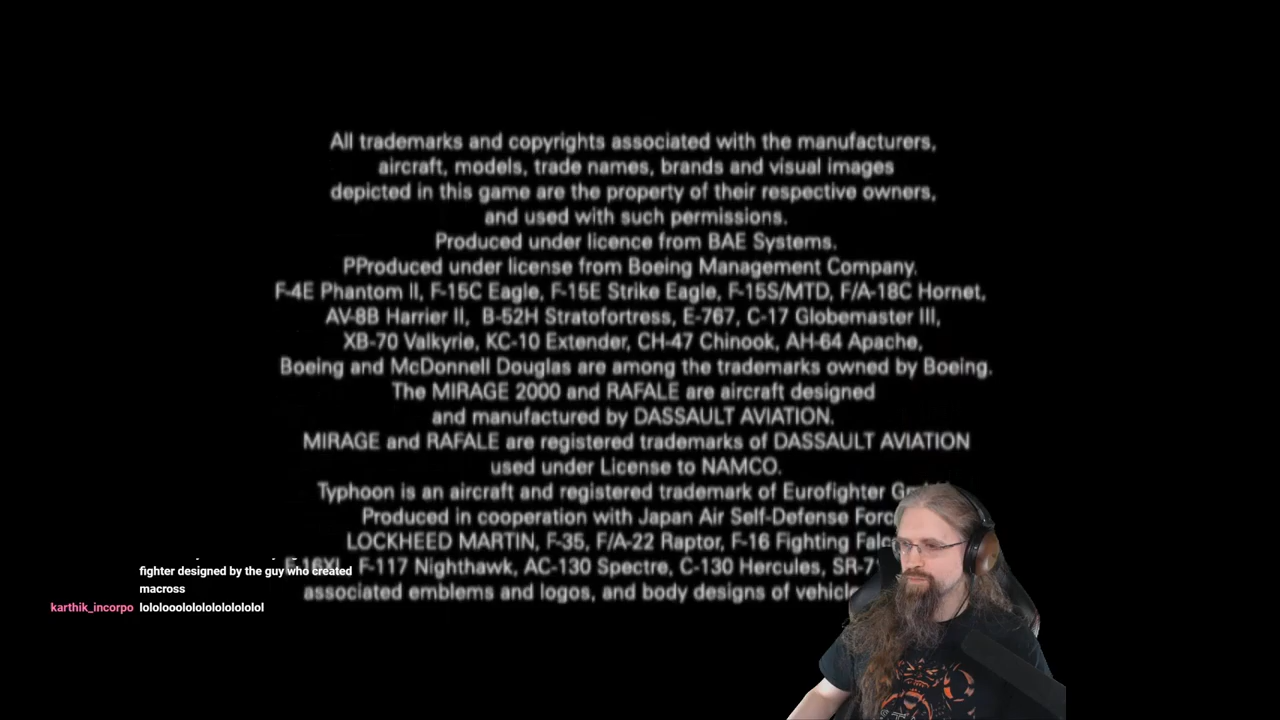 All trademarks and copyrights associated with the manufacturers,
aircraft, models, trade names, brands and visual images
depicted in this game are the property of their respective owners,
and used with such permissions.
Produced under licence from BAE Systems.
PProduced under license from Boeing Management Company.
F-4E Phantom II, F-15C Eagle, F-15E Strike Eagle, F-15S/MTD, F/A-18C Hornet,
AV-8B Harrier II, B-52H Stratofortress, E-767, C-17 Globemaster III,
XB-70 Valkyrie, KC-10 Extender, CH-47 Chinook, AH-64 Apache,
Boeing and McDonnell Douglas are among the trademarks owned by Boeing.
The MIRAGE 2000 and RAFALE are aircraft designed
and manufactured by DASSAULT AVIATION.
MIRAGE and RAFALE are registered trademarks of DASSAULT AVIATION
used under License to NAMCO.
Typhoon is an aircraft and registered trademark of Eurofighter
Produced in cooperation with Japan Air Self-Defense
LOCKHEED MARTIN, F-35, F/A-22 Raptor, F-16 Fighting
F-117 Nighthawk, AC-130 Spectre, C-130 Hercules,
associated emblems and logos, and body designs of
fighter designed by the guy who created
macross
karthik_incorpo lololooololololololololol